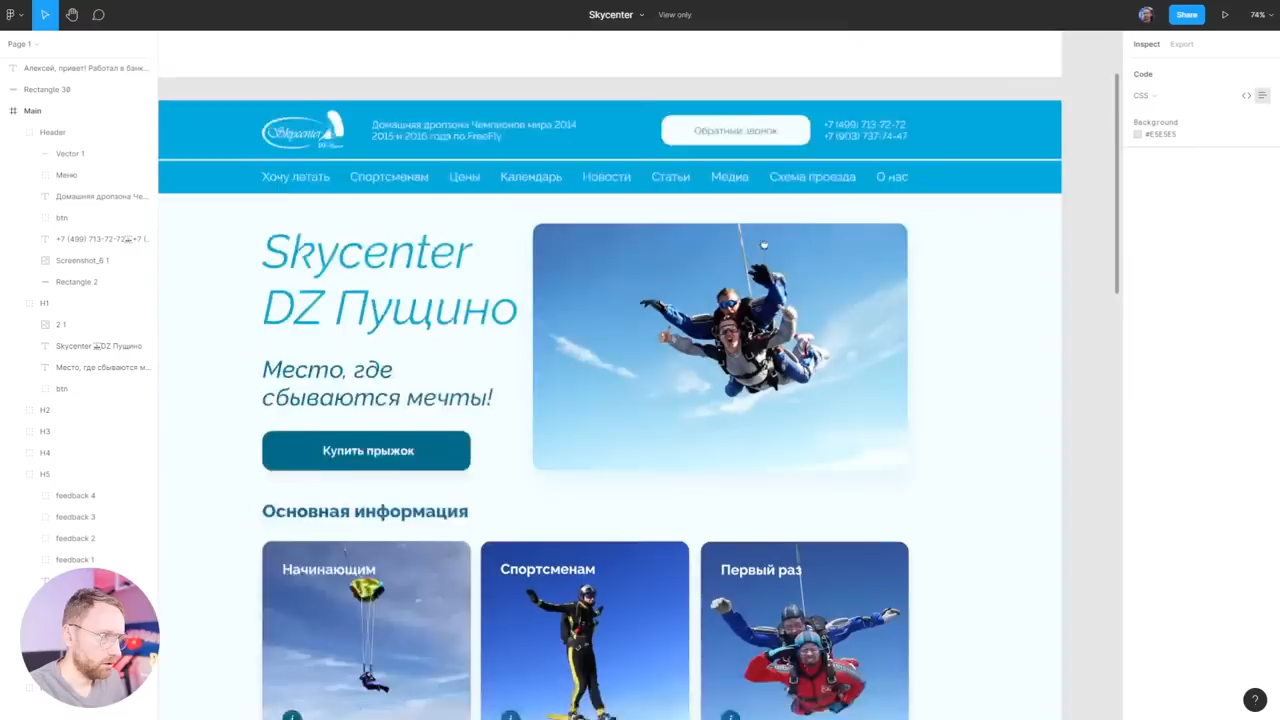 Skycenter
View only
Share
74%
Page 1
Алексей, привет! Работал в банк...
Rectangle 30
Main
Header
Vector 1
Меню
Домашняя дропзона Че...
btn
+7 (499) 713-72-72 +7 (..
Screenshot_6 1
Rectangle 2
H1
2 1
Skycenter DZ Пущино
Место, где сбываются м...
btn
H2
H3
H4
H5
feedback 4
feedback 3
feedback 2
feedback 1
Inspect
Export
Code
CSS
Background
#E5E5E5
Skycenter
Домашняя дропзона Чемпионов мира 2014
2015 и 2016 года по FreeFly
Обратный звонок
+7 (499) 713-72-72
+7 (903) 737-74-47
Хочу летать
Спортсменам
Цены
Календарь
Новости
Статьи
Медиа
Схема проезда
О нас
Skycenter
DZ Пущино
Место, где
сбываются мечты!
Купить прыжок
Основная информация
Начинающим
Спортсменам
Первый раз
?